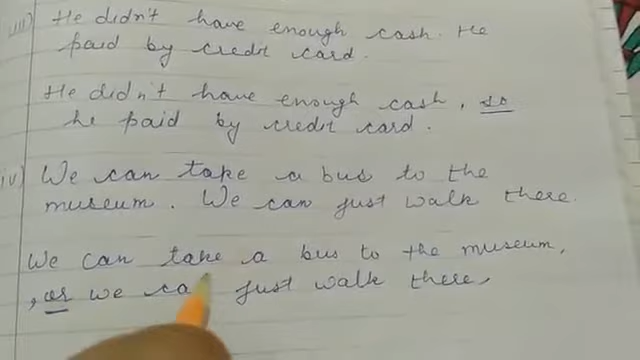 iii) He didn't have enough cash. He
paid by credit card.
He didn't have enough cash, so
he paid by credit card.
iv) We can take a bus to the
museum. We can just walk there.
We can take a bus to the museum,
, or we can just walk there,